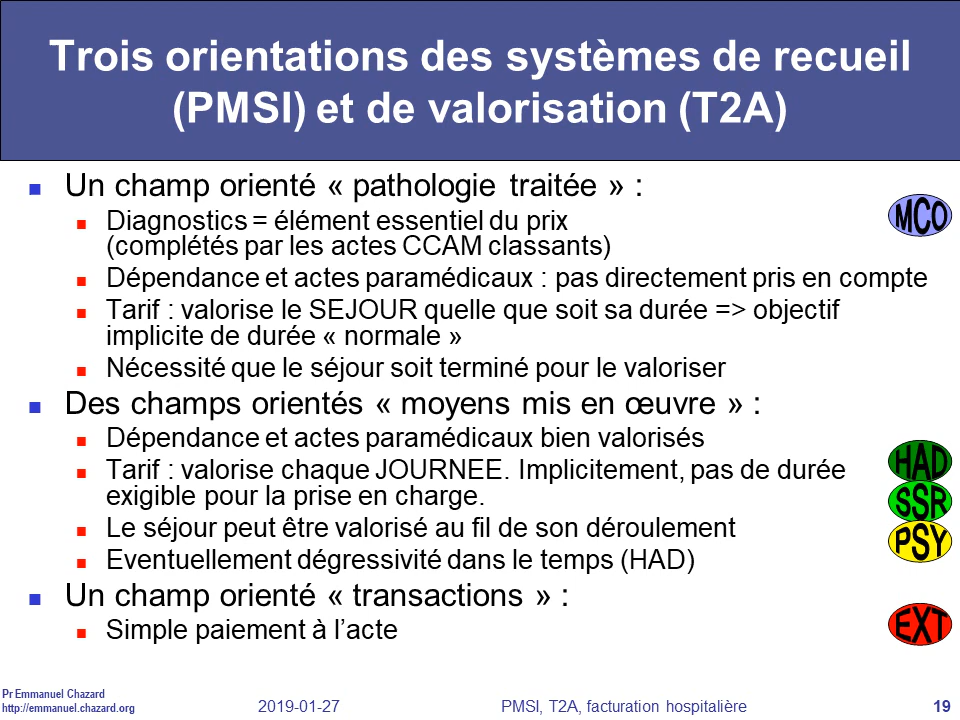 Trois orientations des systèmes de recueil
(PMSI) et de valorisation (T2A)
Un champ orienté « pathologie traitée » :
MCO
Diagnostics = élément essentiel du prix
(complétés par les actes CCAM classants)
Dépendance et actes paramédicaux : pas directement pris en compte
Tarif : valorise le SEJOUR quelle que soit sa durée => objectif
implicite de durée « normale »
Nécessité que le séjour soit terminé pour le valoriser
Des champs orientés « moyens mis en œuvre » :
Dépendance et actes paramédicaux bien valorisés
HAD
Tarif : valorise chaque JOURNEE. Implicitement, pas de durée
exigible pour la prise en charge.
SSR
Le séjour peut être valorisé au fil de son déroulement
PSY
Eventuellement dégressivité dans le temps (HAD)
Un champ orienté « transactions » :
EXT
Simple paiement à l’acte
Pr Emmanuel Chazard
http://emmanuel.chazard.org
2019-01-27
PMSI, T2A, facturation hospitalière
19